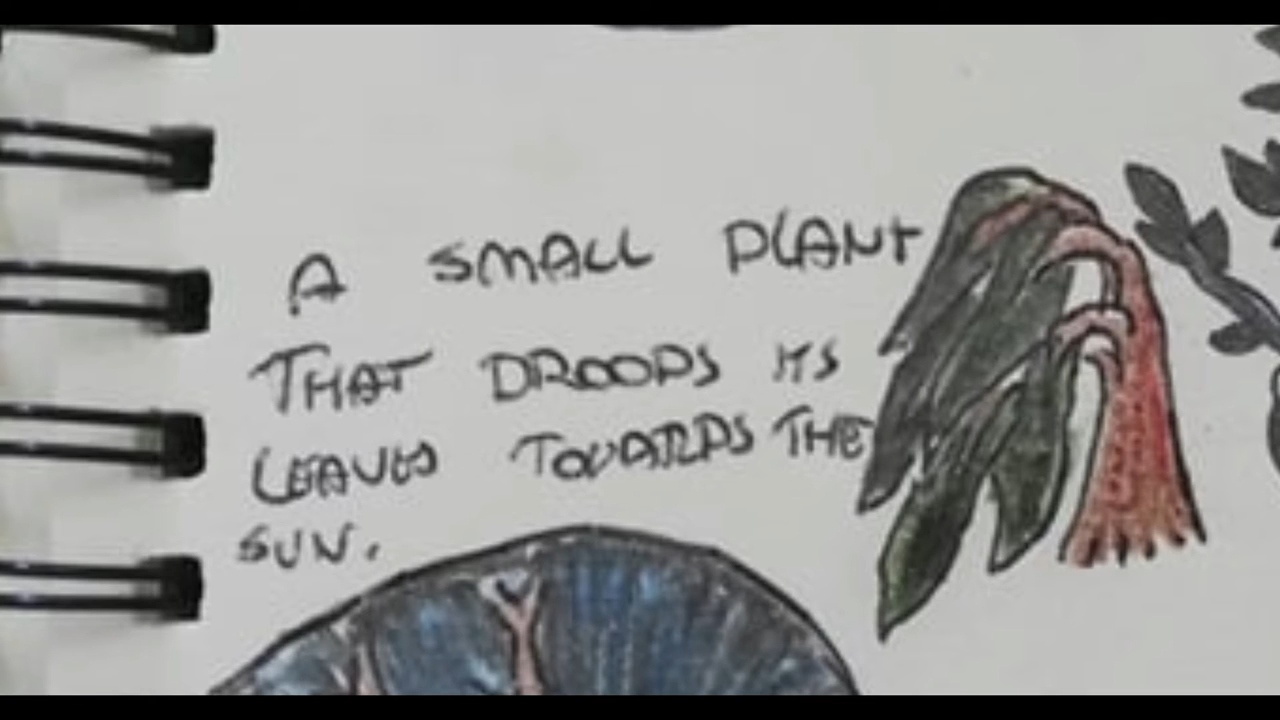 A SMALL PLANT
THAT DROOPS ITS
LEAVES TOWARDS THE
SUN.